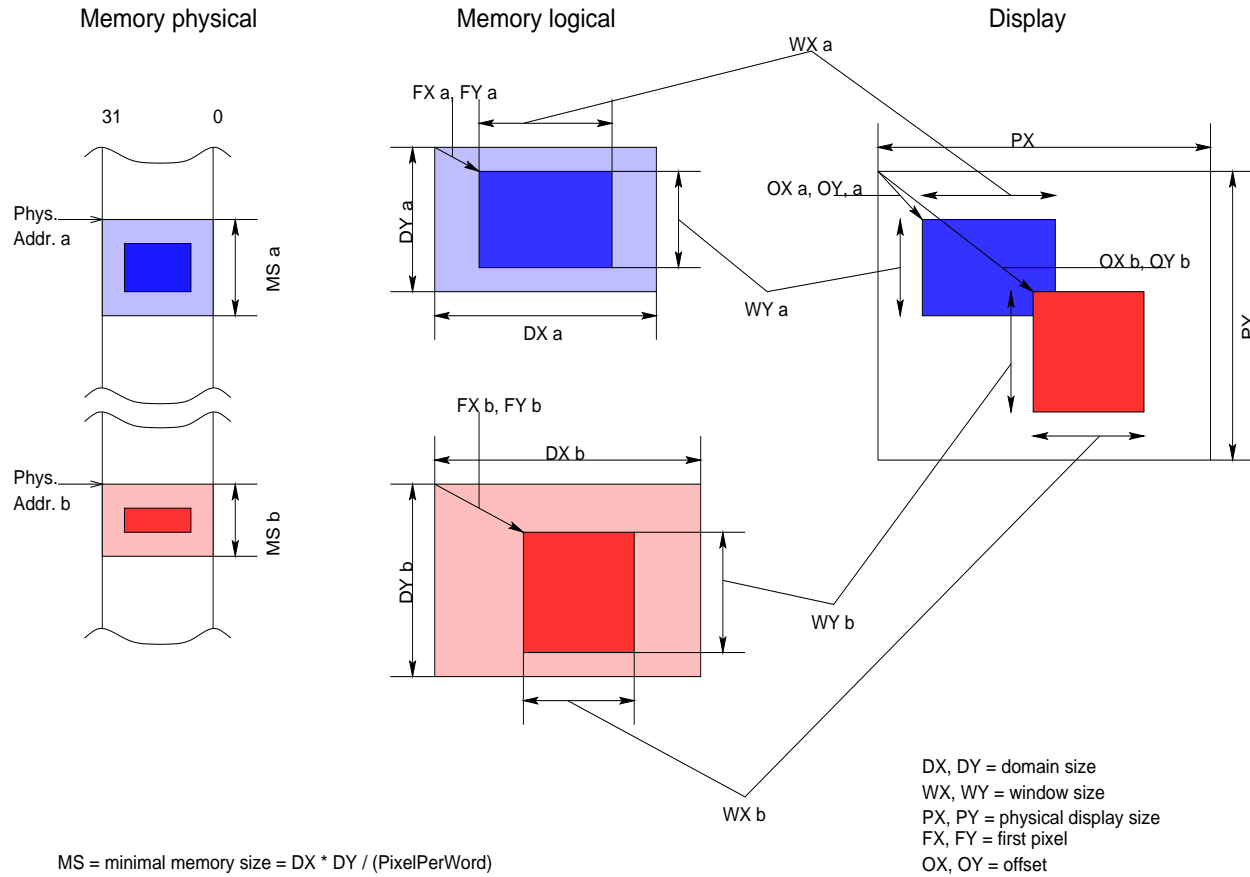 Memory physical
Memory logical
Display
WX a
FX a, FY a
31
0
PX
OX a, OY, a
Phys.
Addr. a
MS a
DY a
OX b, OY b
WY a
DX a
PY
FX b, FY b
DX b
Phys.
Addr. b
MS b
DY b
WY b
WX b
DX, DY = domain size
WX, WY = window size
PX, PY = physical display size
FX, FY = first pixel
OX, OY = offset
MS = minimal memory size = DX * DY / (PixelPerWord)